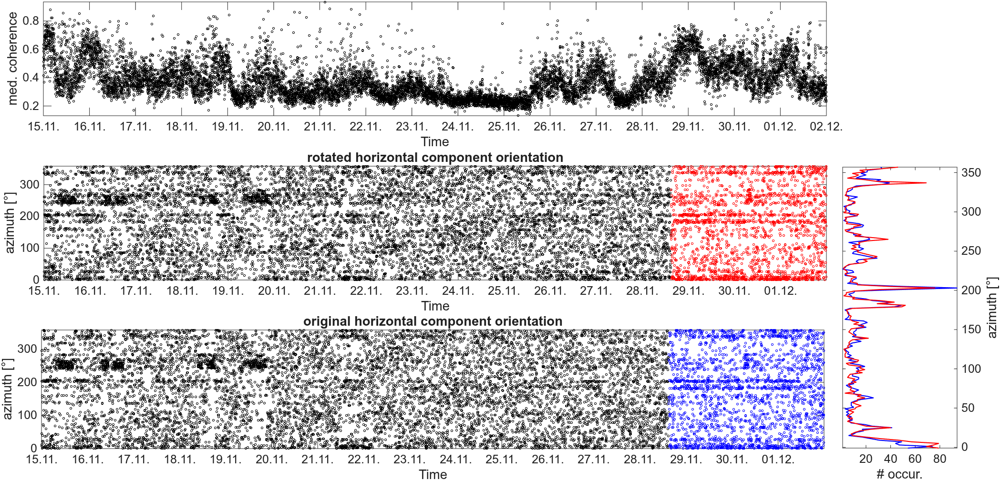 med. coherence
0.8
0.6
0.4
0.2
15.11. 16.11. 17.11. 18.11. 19.11. 20.11. 21.11. 22.11. 23.11. 24.11. 25.11. 26.11. 27.11. 28.11. 29.11. 30.11. 01.12. 02.12.
Time
rotated horizontal component orientation
azimuth [°]
300
200
100
0
15.11. 16.11. 17.11. 18.11. 19.11. 20.11. 21.11. 22.11. 23.11. 24.11. 25.11. 26.11. 27.11. 28.11. 29.11. 30.11. 01.12.
Time
original horizontal component orientation
azimuth [°]
300
200
100
0
15.11. 16.11. 17.11. 18.11. 19.11. 20.11. 21.11. 22.11. 23.11. 24.11. 25.11. 26.11. 27.11. 28.11. 29.11. 30.11. 01.12.
Time
350
300
250
200
150
100
50
0
azimuth [°]
20 40 60 80
# occur.